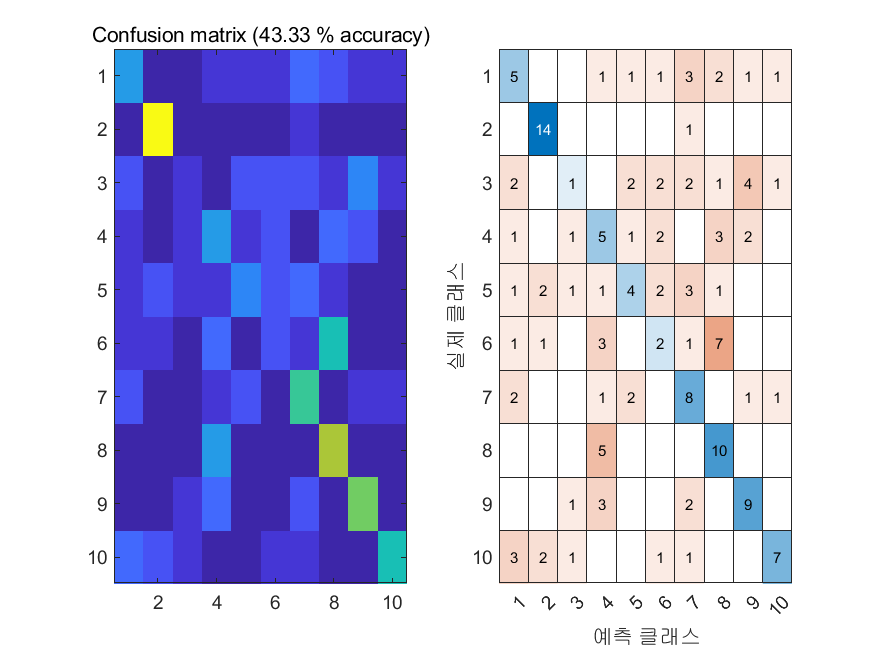 Confusion matrix (43.33 % accuracy)
1
2
3
4
5
6
7
8
9
10
2 4 6 8 10
실제 클래스
1 5 1 1 1 3 2 1 1
2 14 1
3 2 1 2 2 2 1 4 1
4 1 1 5 1 2 3 2
5 1 2 1 1 4 2 3 1
6 1 1 3 2 1 7
7 2 1 2 8 1 1
8 5 10
9 1 3 2 9
10 3 2 1 1 1 7
1 2 3 4 5 6 7 8 9 10
예측 클래스